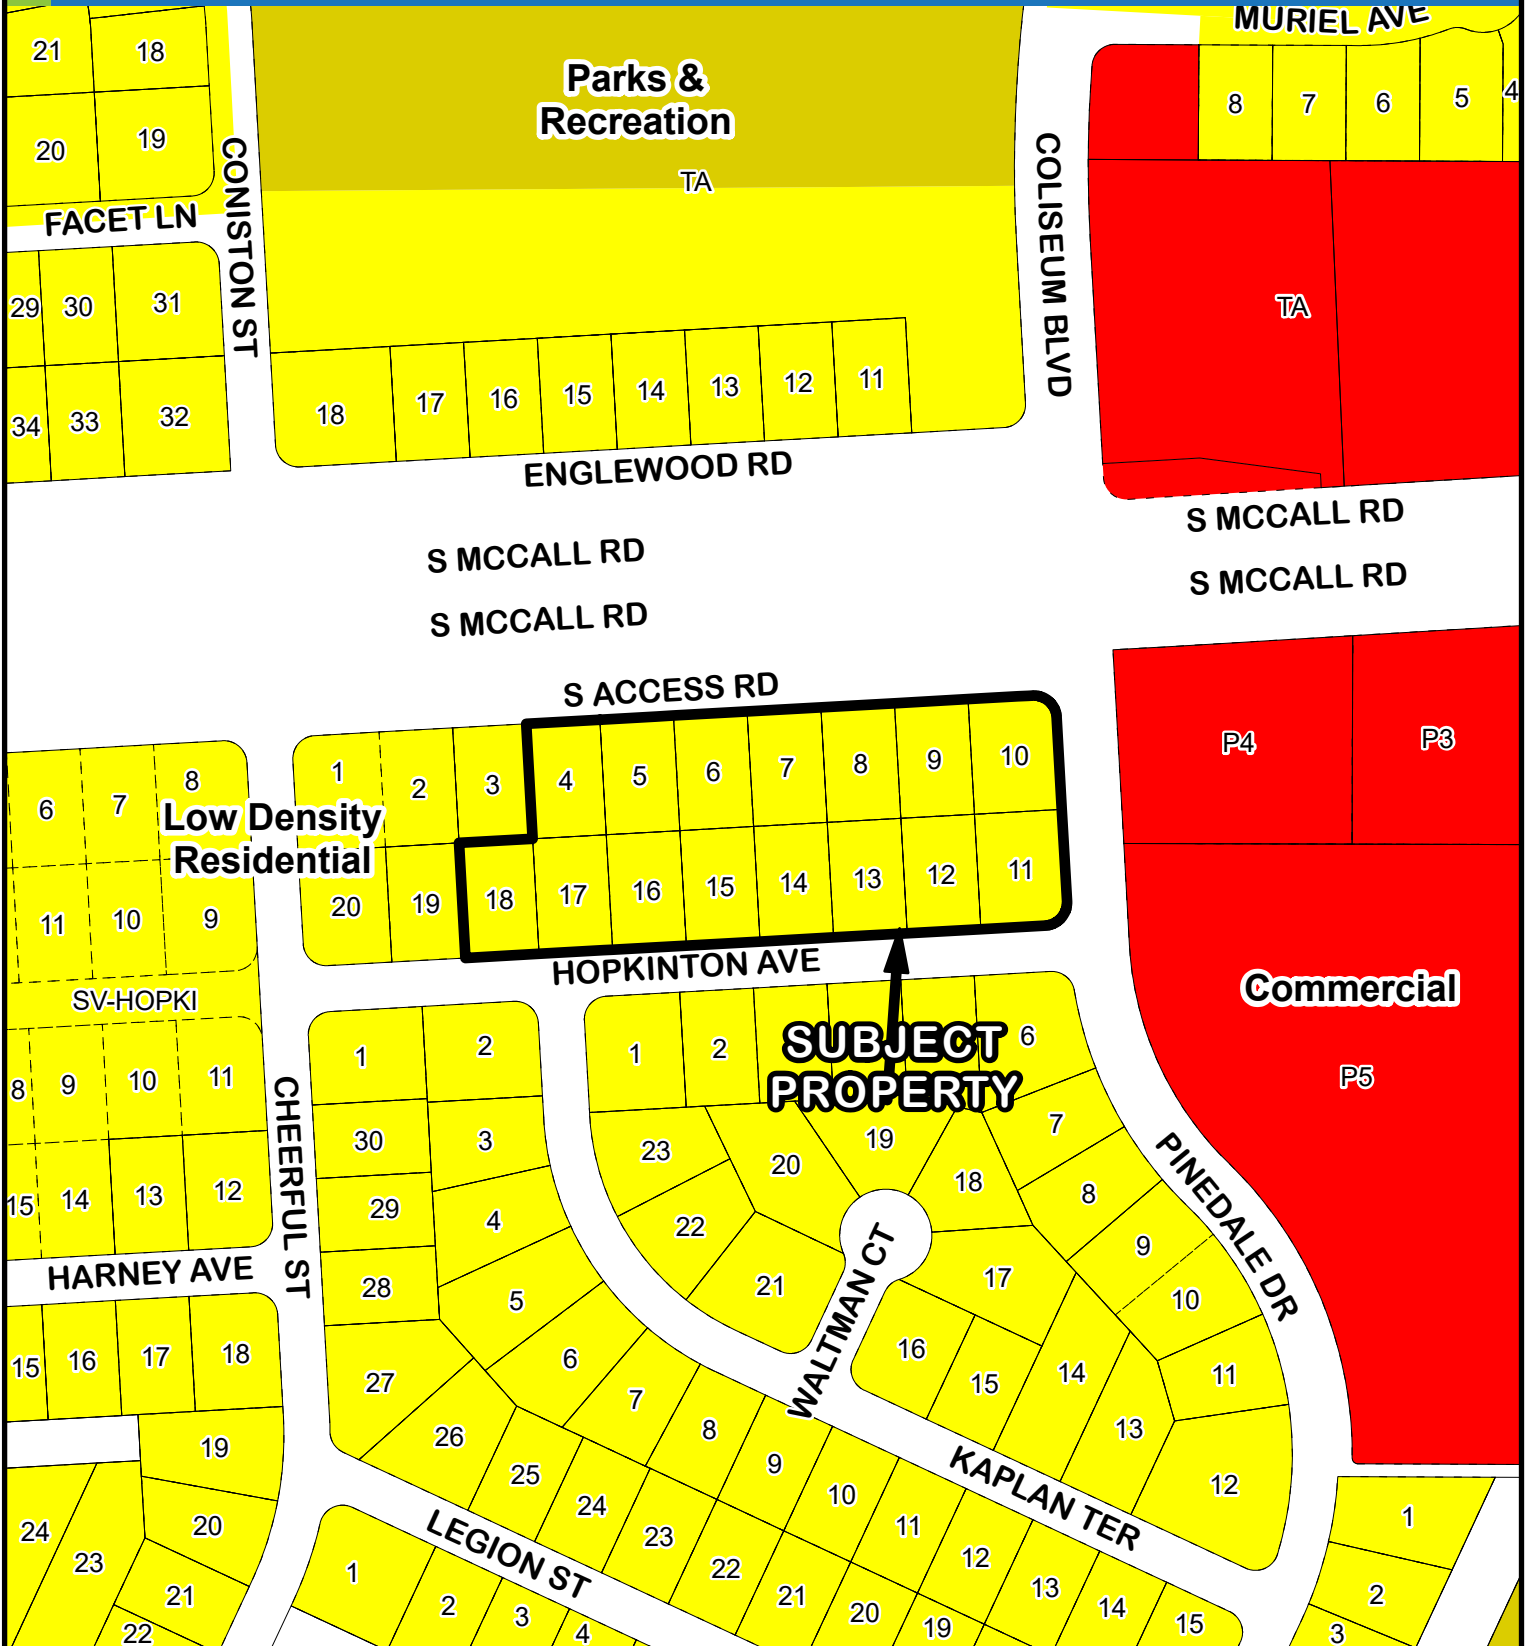 MURIEL AVE
21 18
Parks &
Recreation
8 7 6 5 4
20 19
TA
CONISTON ST
COLISEUM BLVD
FACET LN
29 30 31
TA
18 17 16 15 14 13 12 11
34 33 32
ENGLEWOOD RD
S MCCALL RD
S MCCALL RD
S MCCALL RD
S MCCALL RD
S ACCESS RD
P4 P3
6 7 8
1 2 3 4 5 6 7 8 9 10
Low Density
Residential
11 10 9
20 19 18 17 16 15 14 13 12 11
HOPKINTON AVE
Commercial
SV-HOPKI
SUBJECT
PROPERTY
1 2
1 2 6
8 9 10 11
P5
CHEERFUL ST
30 3
23 20 19 18 7
PINEDALE DR
15 14 13 12
29 4
22 8
WALTMAN CT
HARNEY AVE
28 5
21 17 9
10
15 16 17 18
27 6
16 15 14 11
7
19
26 8 13
25 9 12
KAPLAN TER
24 23 20
24 10
LEGION ST
23 11
1
21
1 22 12
2
22
2 3 4
21 20 19
13 14 15
3